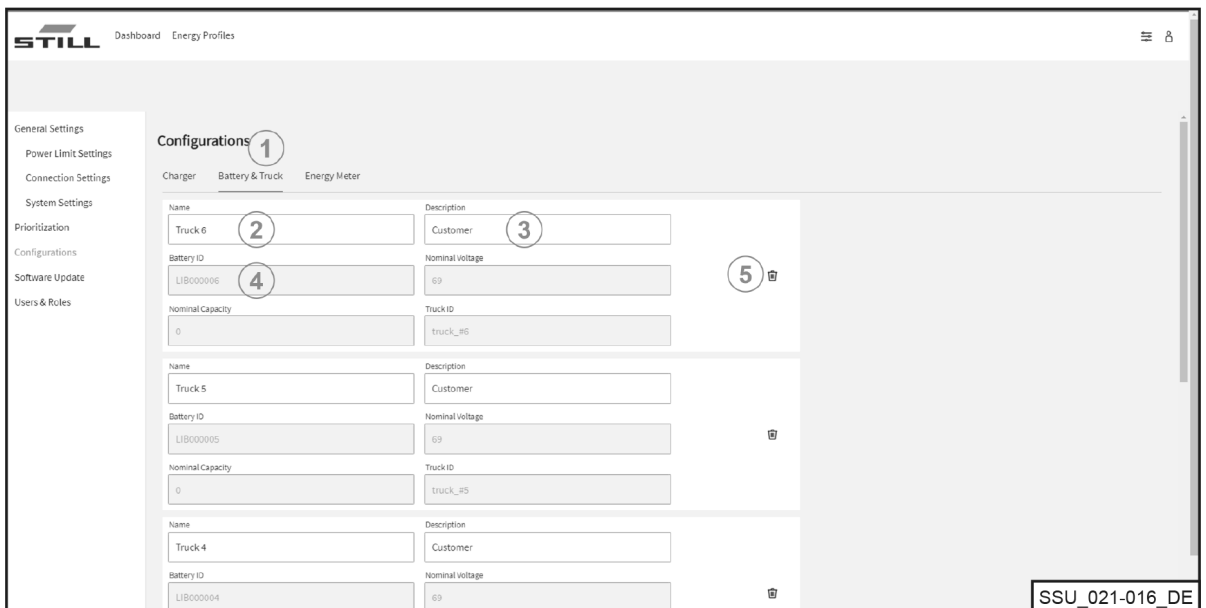 STILL Dashboard Energy Profiles
General Settings
Power Limit Settings
Connection Settings
System Settings
Prioritization
Configurations
Software Update
Users & Roles
Configurations 1
Charger Battery & Truck Energy Meter
Name Description
Truck 6 2 Customer 3
Battery ID Nominal Voltage
LIB000006 4 69 5
Nominal Capacity Truck ID
0 truck_#6
Name Description
Truck 5 Customer
Battery ID Nominal Voltage
LIB000005 69
Nominal Capacity Truck ID
0 truck_#5
Name Description
Truck 4 Customer
Battery ID Nominal Voltage
LIB000004 69
SSU_021-016_DE